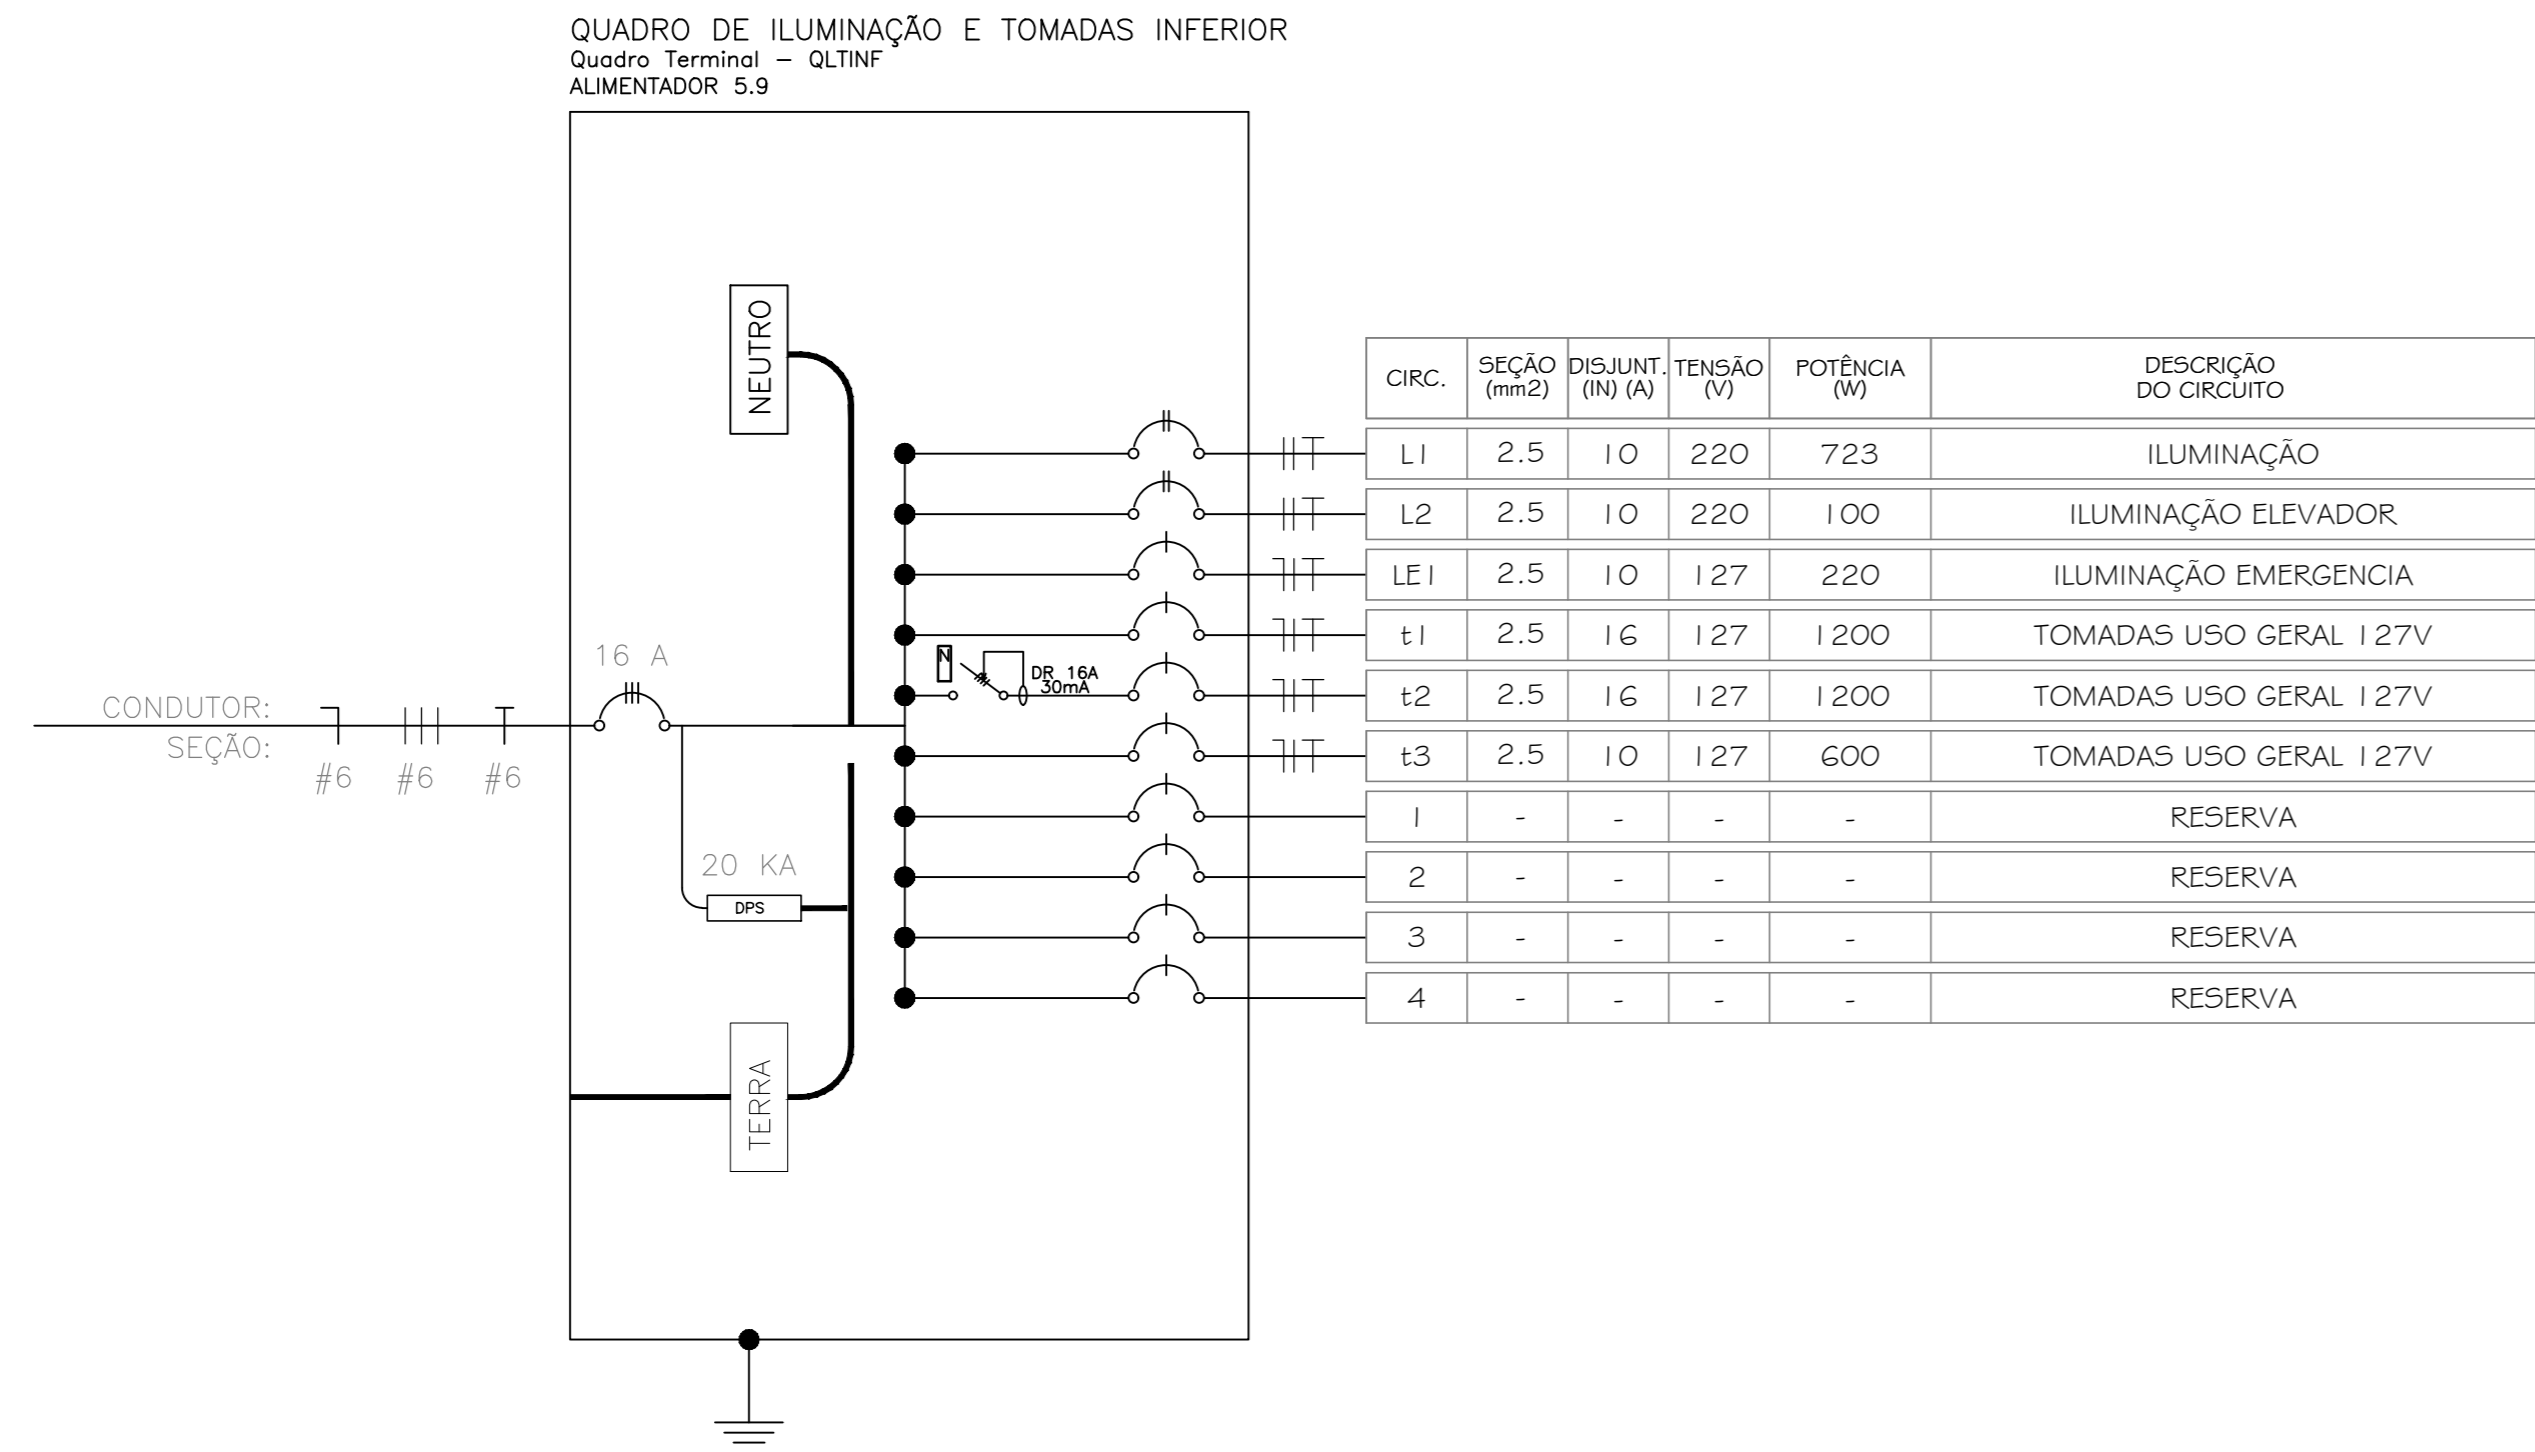 QUADRO DE ILUMINAÇÃO E TOMADAS INFERIOR
Quadro Terminal – QLTINF
ALIMENTADOR 5.9
NEUTRO
16 A
CONDUTOR:
SEÇÃO:
#6 #6 #6
N
DR 16A
30mA
20 KA
DPS
TERRA
CIRC. SEÇÃO (mm2) DISJUNT. (IN) (A) TENSÃO (V) POTÊNCIA (W) DESCRIÇÃO DO CIRCUITO
L1 2.5 10 220 723 ILUMINAÇÃO
L2 2.5 10 220 100 ILUMINAÇÃO ELEVADOR
LE1 2.5 10 127 220 ILUMINAÇÃO EMERGENCIA
t1 2.5 16 127 1200 TOMADAS USO GERAL 127V
t2 2.5 16 127 1200 TOMADAS USO GERAL 127V
t3 2.5 10 127 600 TOMADAS USO GERAL 127V
1 - - - - RESERVA
2 - - - - RESERVA
3 - - - - RESERVA
4 - - - - RESERVA